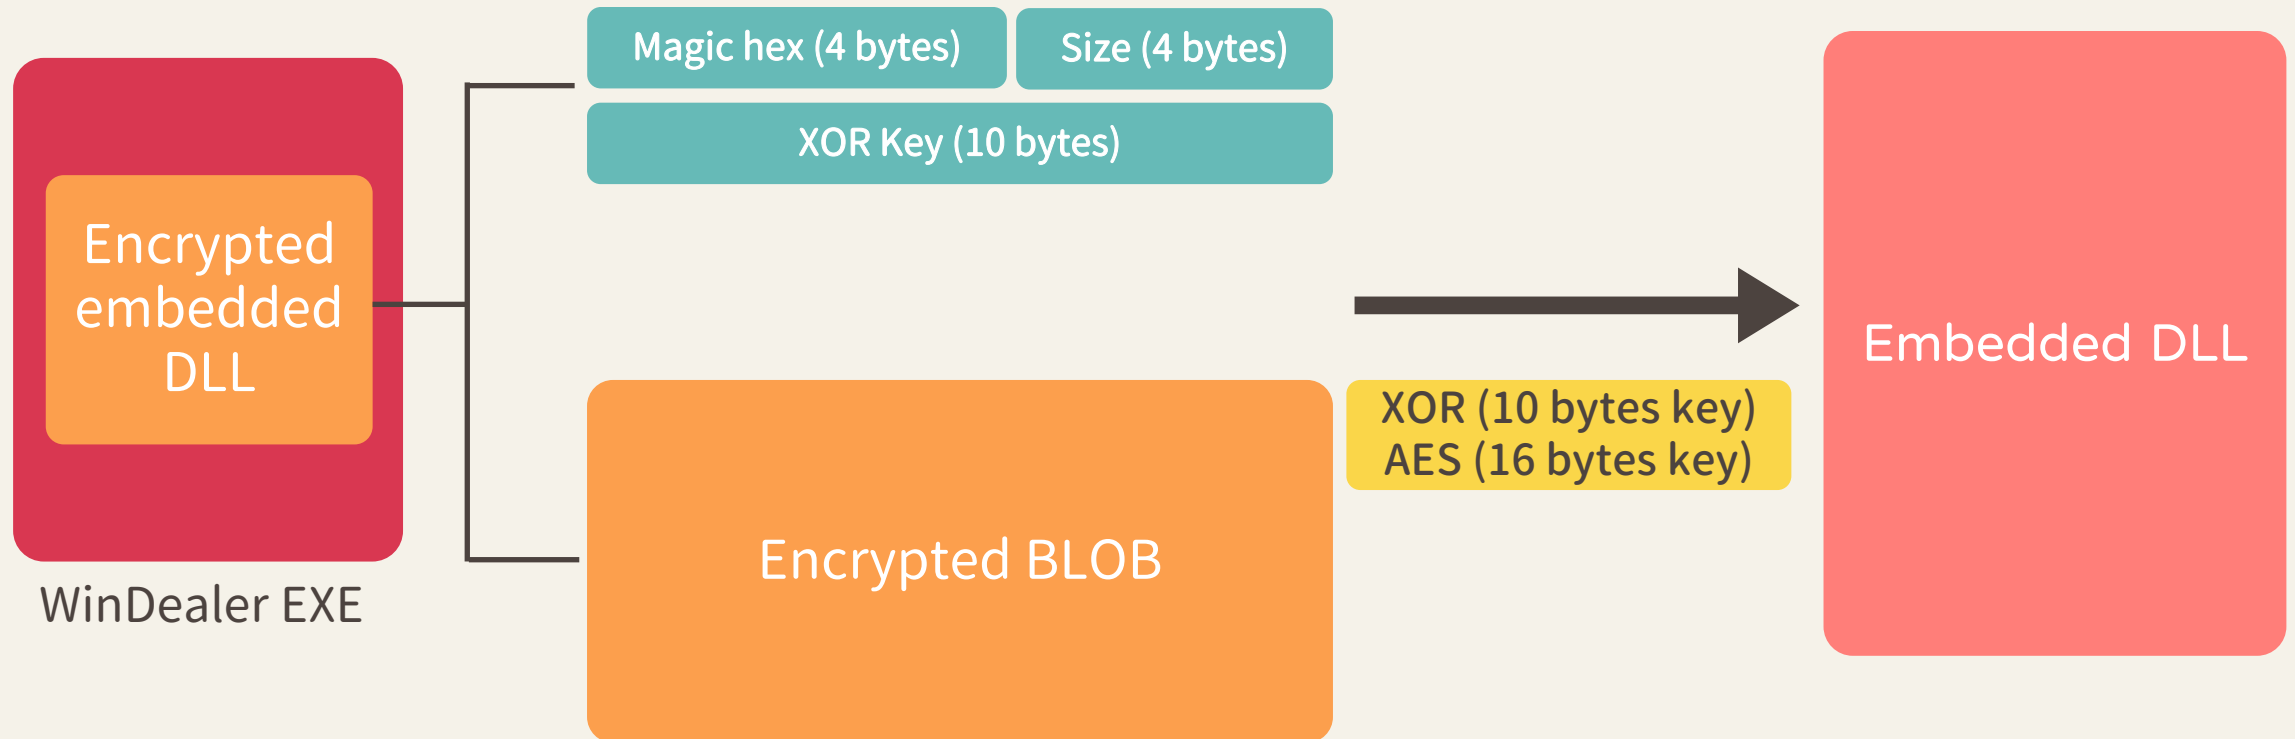 Encrypted
embedded
DLL
WinDealer EXE
Magic hex (4 bytes)
Size (4 bytes)
XOR Key (10 bytes)
Encrypted BLOB
XOR (10 bytes key)
AES (16 bytes key)
Embedded DLL